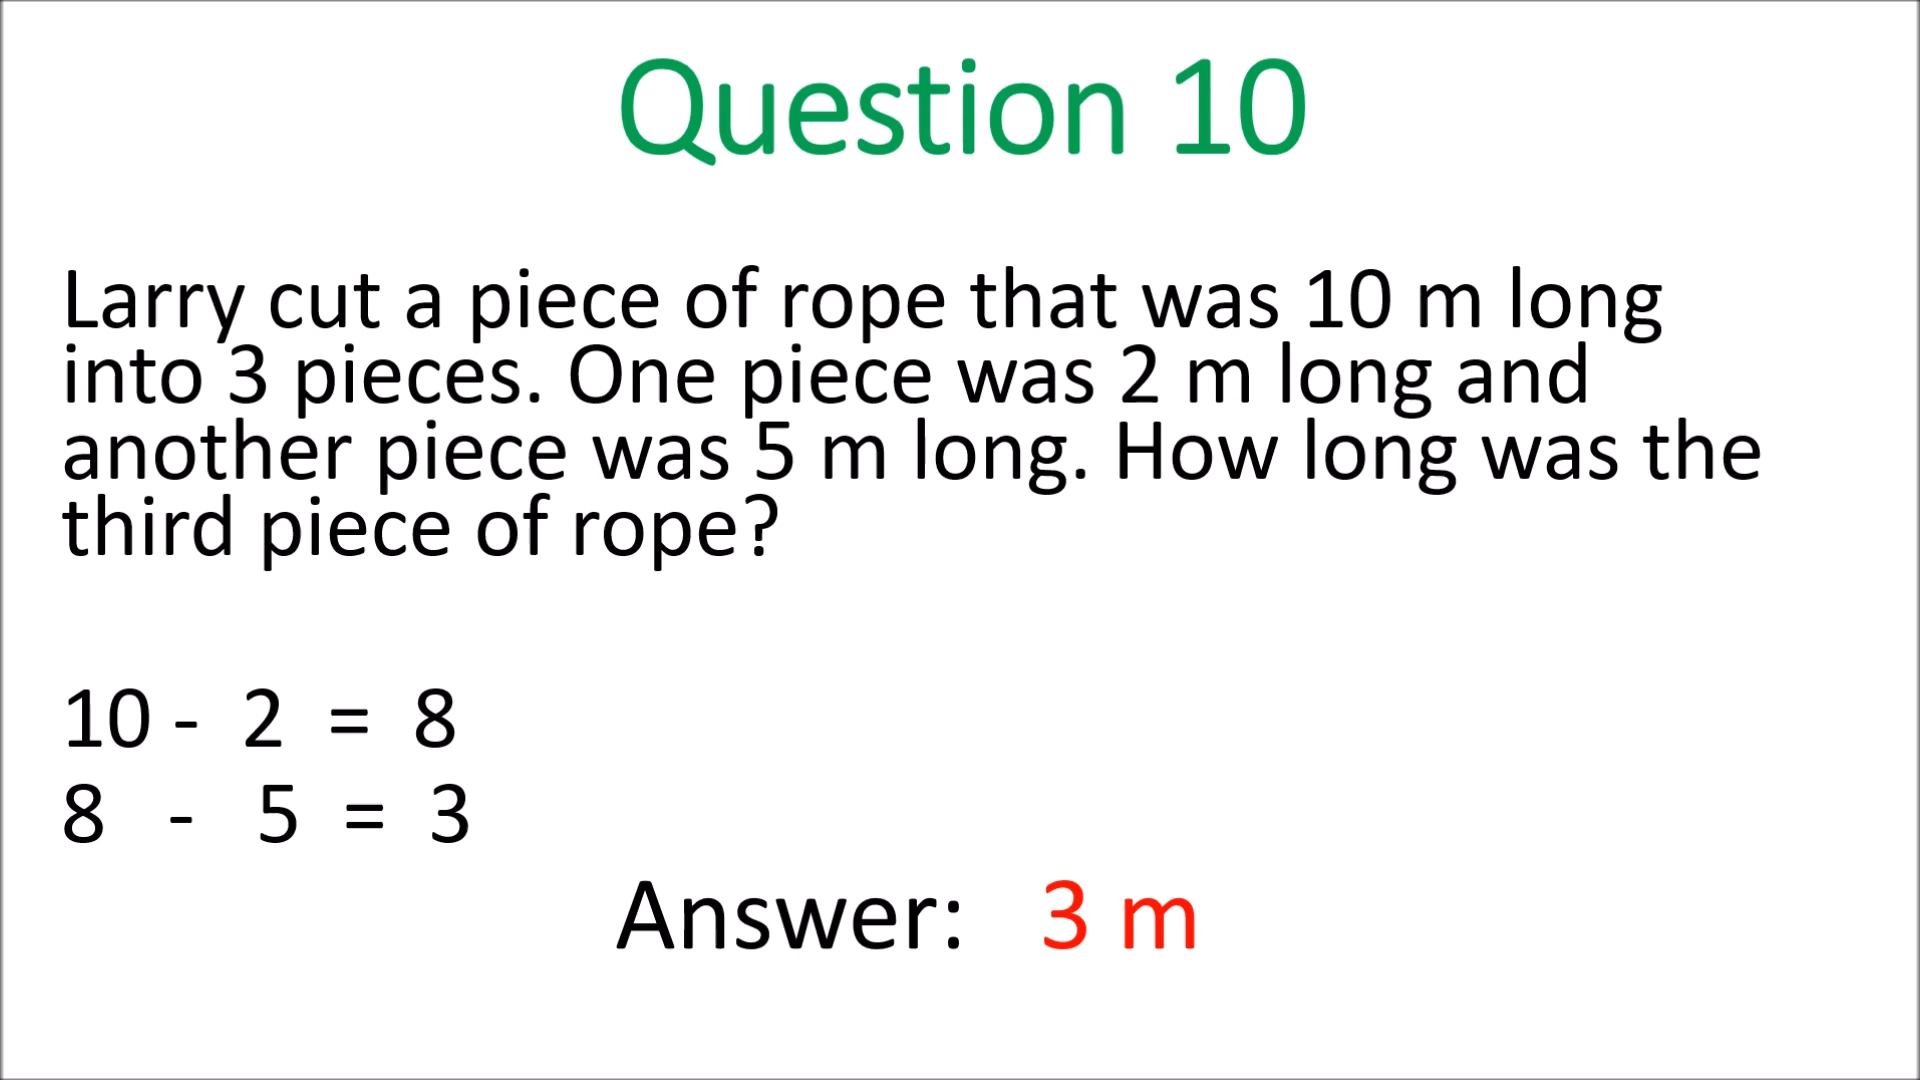 Question 10
Larry cut a piece of rope that was 10 m long
into 3 pieces. One piece was 2 m long and
another piece was 5 m long. How long was the
third piece of rope?
10 - 2 = 8
8 - 5 = 3
Answer: 3 m